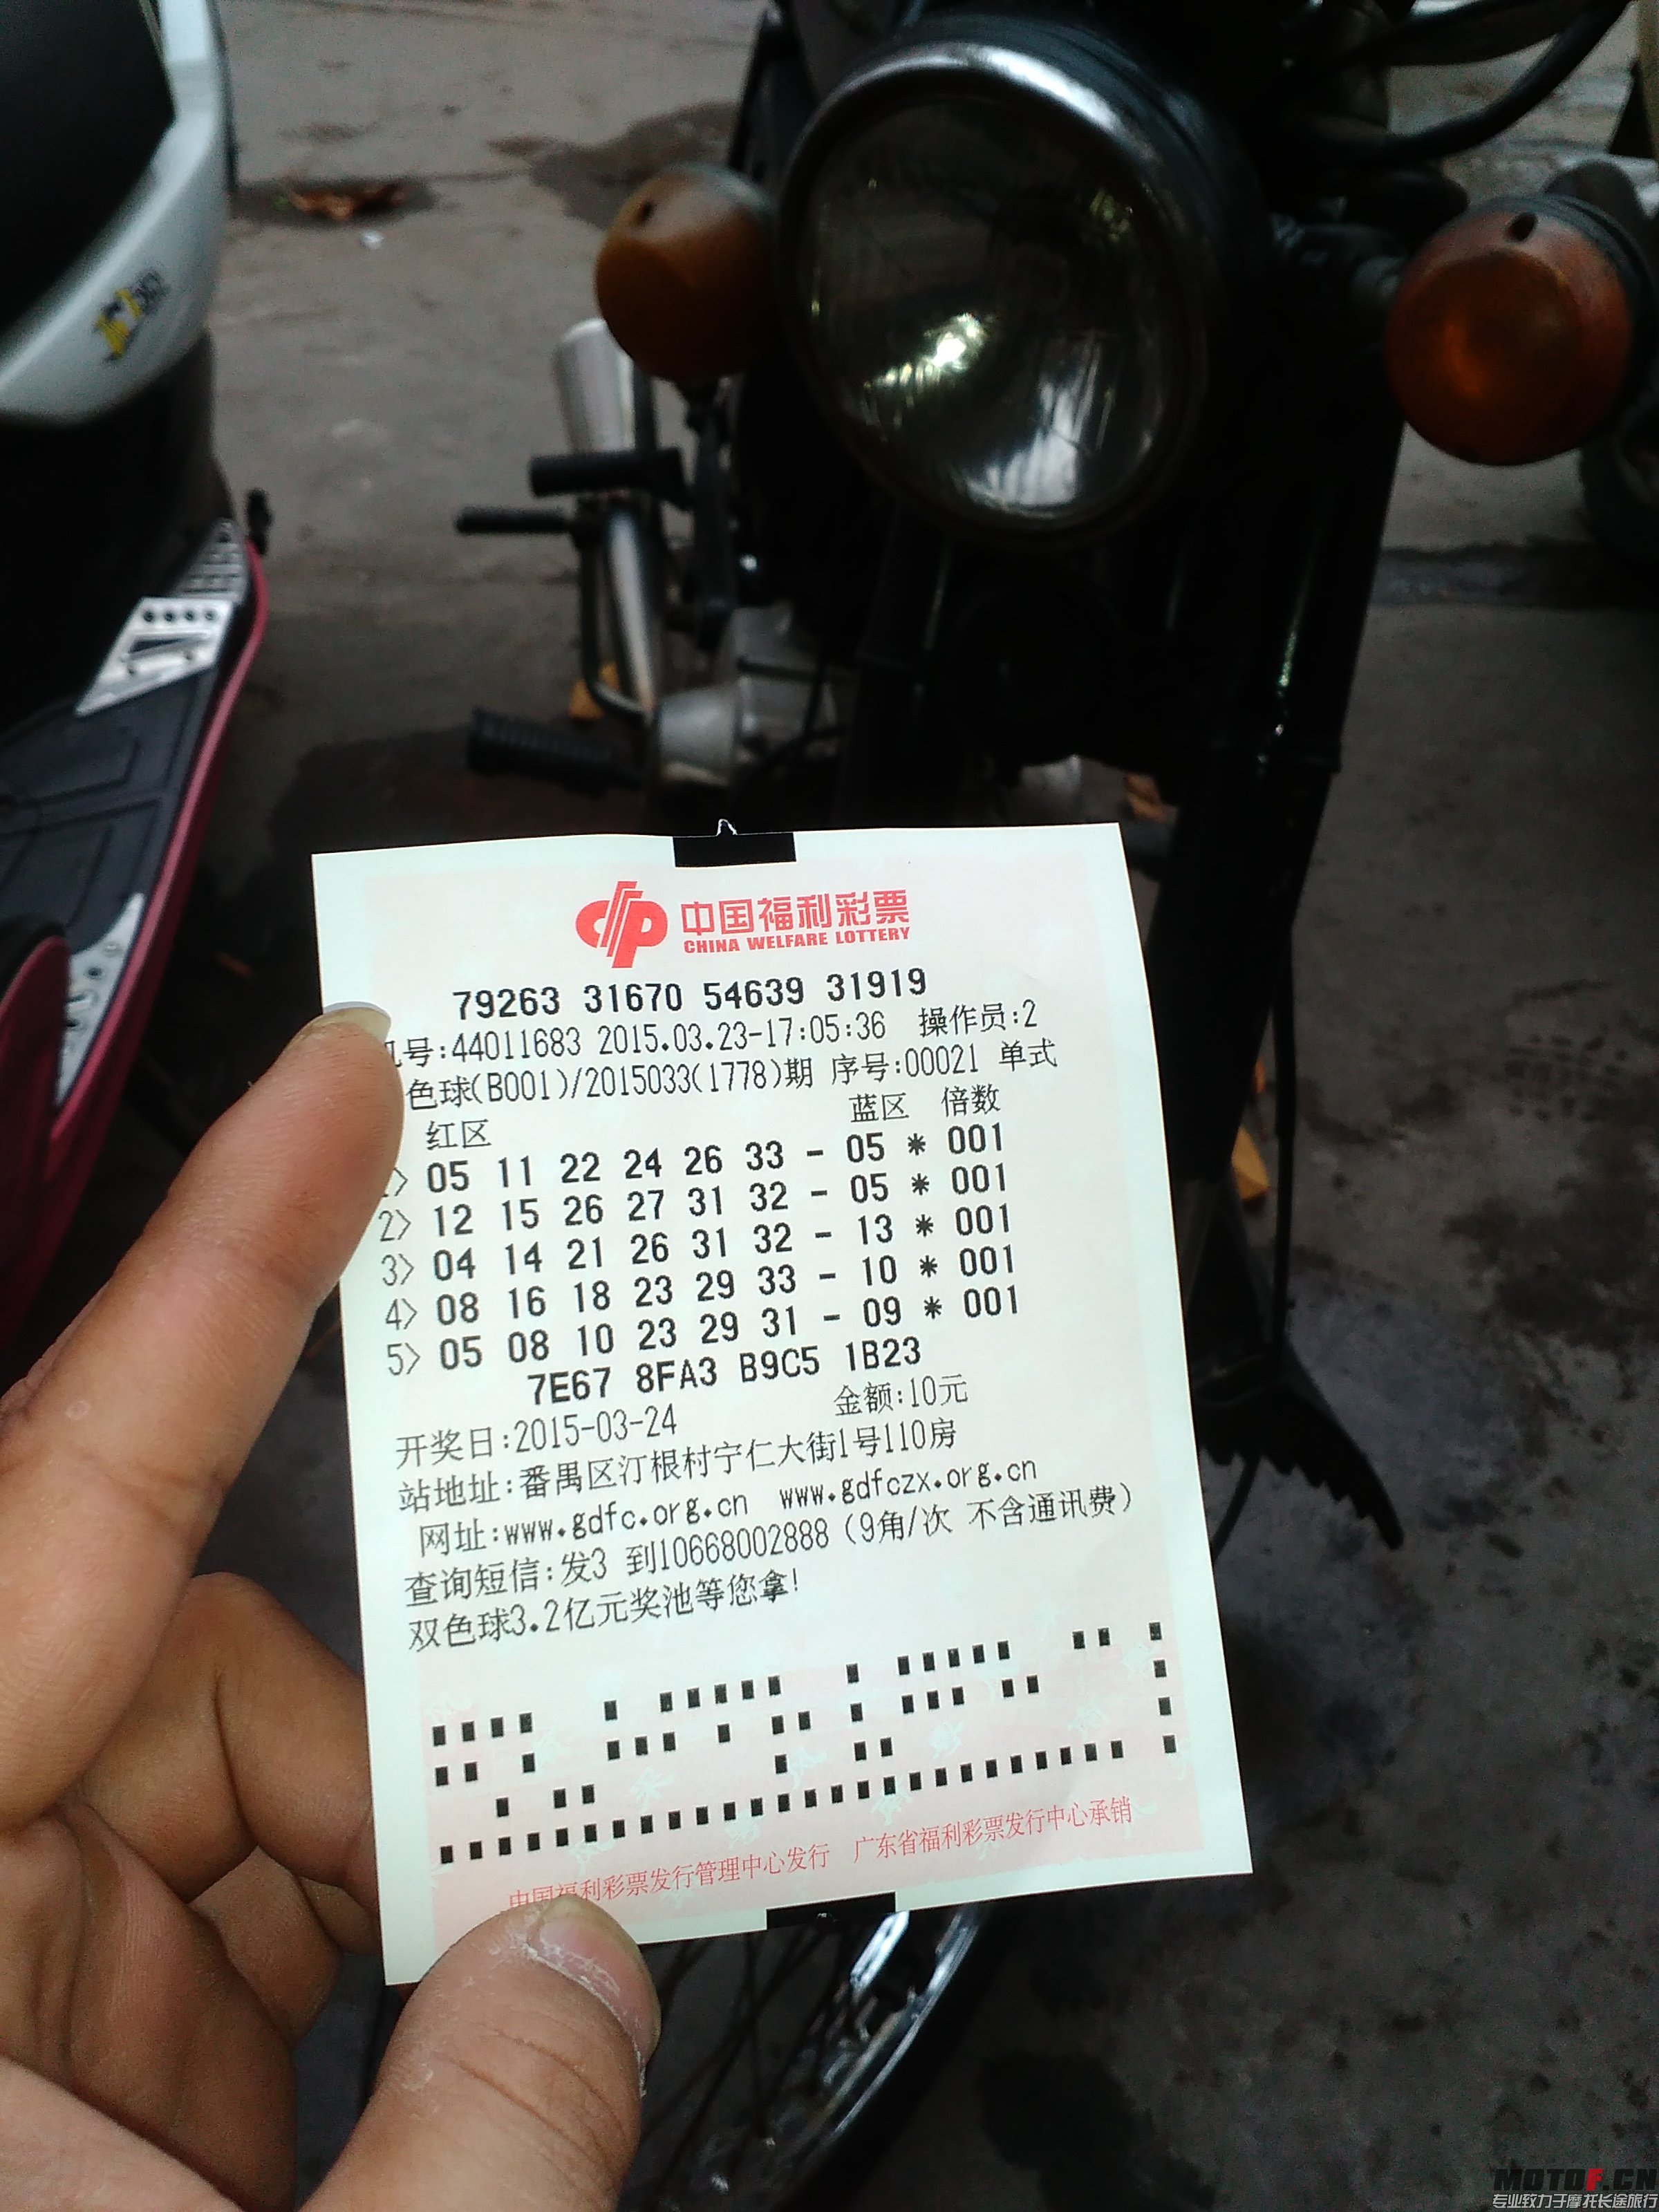 中国福利彩票
CHINA WELFARE LOTTERY
79263 31670 54639 31919
号:44011683 2015.03.23-17:05:36 操作员:2
色球(B001)/2015033(1778)期 序号:00021 单式
红区 蓝区 倍数
> 05 11 22 24 26 33 - 05 * 001
2> 12 15 26 27 31 32 - 05 * 001
3> 04 14 21 26 31 32 - 13 * 001
4> 08 16 18 23 29 33 - 10 * 001
5> 05 08 10 23 29 31 - 09 * 001
7E67 8FA3 B9C5 1B23
开奖日:2015-03-24 金额:10元
站地址:番禺区汀根村宁仁大街1号110房
网址:www.gdfc.org.cn www.gdfczx.org.cn
查询短信:发3 到10668002888(9角/次 不含通讯费)
双色球3.2亿元奖池等您拿!
中国福利彩票发行管理中心发行 广东省福利彩票发行中心承销
MOTOF.CN
专业致力于摩托长途旅行